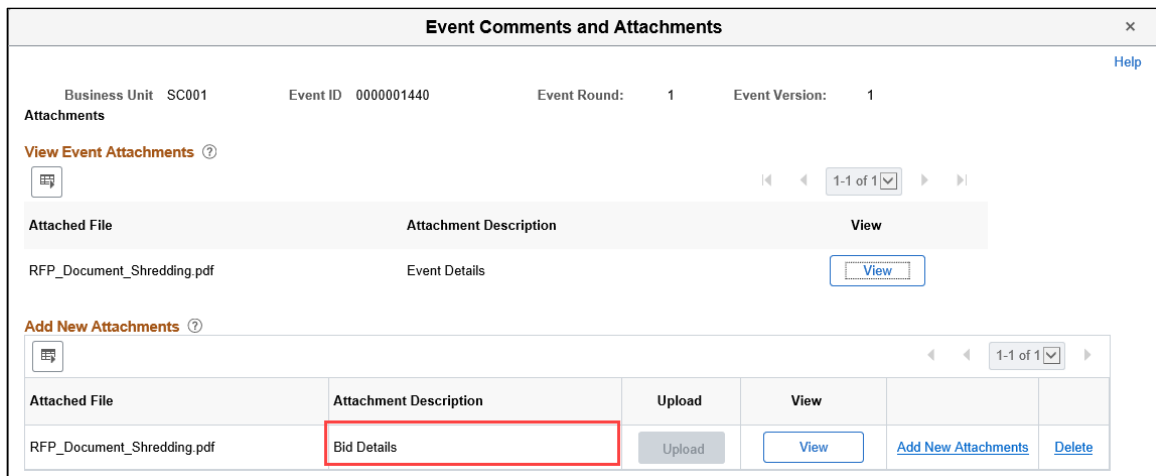 Event Comments and Attachments ×
Help
Business Unit SC001 Event ID 0000001440 Event Round: 1 Event Version: 1
Attachments
View Event Attachments ?
1-1 of 1
Attached File Attachment Description View
RFP_Document_Shredding.pdf Event Details View
Add New Attachments ?
1-1 of 1
Attached File Attachment Description Upload View
RFP_Document_Shredding.pdf Bid Details Upload View Add New Attachments Delete